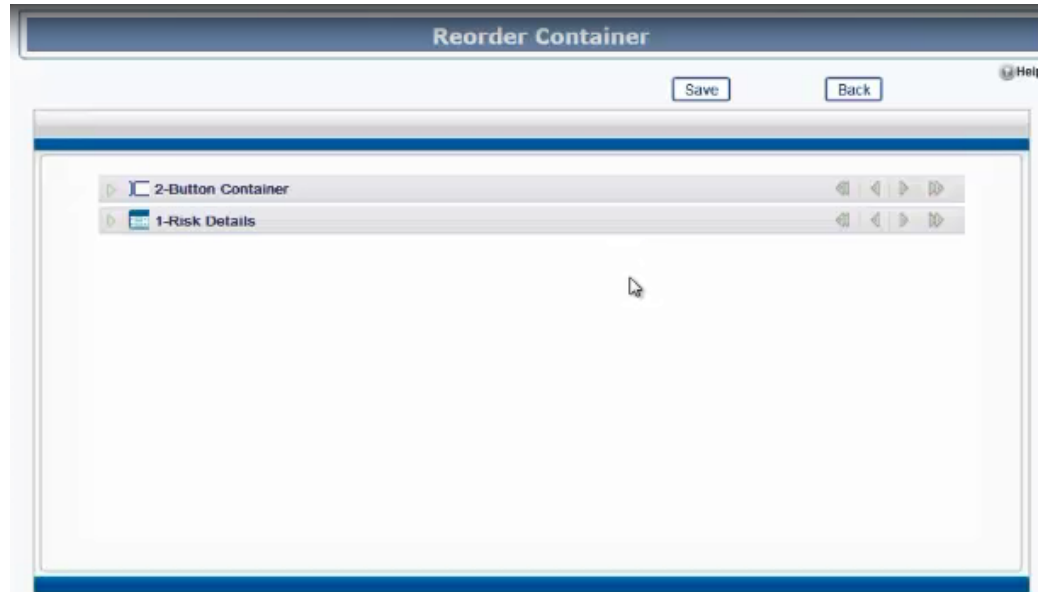 Reorder Container
Help
Save Back
2-Button Container
1-Risk Details